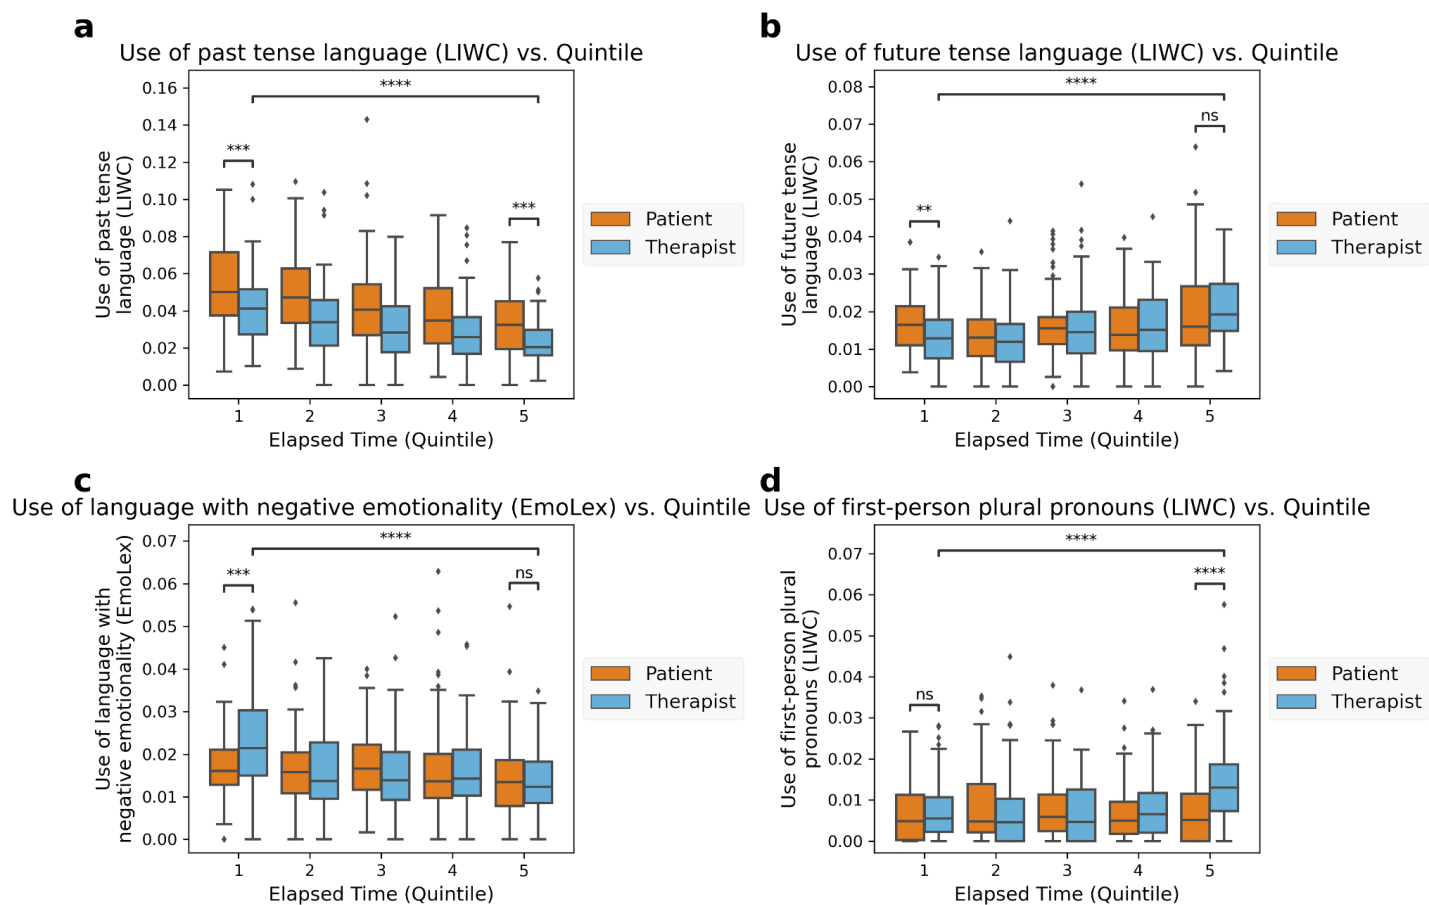 a
Use of past tense language (LIWC) vs. Quintile
Use of past tense
language (LIWC)
0.16
0.14
0.12
0.10
0.08
0.06
0.04
0.02
0.00
****
***
***
1 2 3 4 5
Elapsed Time (Quintile)
Patient
Therapist
b
Use of future tense language (LIWC) vs. Quintile
Use of future tense
language (LIWC)
0.08
0.07
0.06
0.05
0.04
0.03
0.02
0.01
0.00
****
ns
**
1 2 3 4 5
Elapsed Time (Quintile)
Patient
Therapist
c
Use of language with negative emotionality (EmoLex) vs. Quintile
Use of language with
negative emotionality (EmoLex)
0.07
0.06
0.05
0.04
0.03
0.02
0.01
0.00
****
***
ns
1 2 3 4 5
Elapsed Time (Quintile)
Patient
Therapist
d
Use of first-person plural pronouns (LIWC) vs. Quintile
Use of first-person plural
pronouns (LIWC)
0.07
0.06
0.05
0.04
0.03
0.02
0.01
0.00
****
****
ns
1 2 3 4 5
Elapsed Time (Quintile)
Patient
Therapist